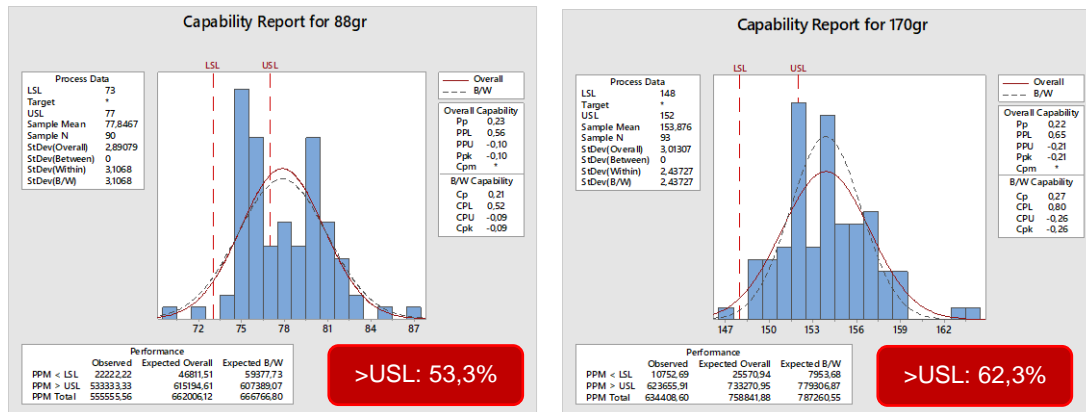 Capability Report for 88gr
LSL USL
Process Data
LSL 73
Target *
USL 77
Sample Mean 77,8467
Sample N 90
StDev(Overall) 2,89079
StDev(Between) 0
StDev(Within) 3,1068
StDev(B/W) 3,1068
Overall
B/W
Overall Capability
Pp 0,23
PPL 0,56
PPU -0,10
Ppk -0,10
Cpm *
B/W Capability
Cp 0,21
CPL 0,52
CPU -0,09
Cpk -0,09
72 75 78 81 84 87
Performance
Observed Expected Overall Expected B/W
PPM < LSL 22222,22 46811,51 59377,73
PPM > USL 533333,33 615194,61 607389,07
PPM Total 555555,56 662006,12 666766,80
>USL: 53,3%
Capability Report for 170gr
LSL USL
Process Data
LSL 148
Target *
USL 152
Sample Mean 153,876
Sample N 93
StDev(Overall) 3,01307
StDev(Between) 0
StDev(Within) 2,43727
StDev(B/W) 2,43727
Overall
B/W
Overall Capability
Pp 0,22
PPL 0,65
PPU -0,21
Ppk -0,21
Cpm *
B/W Capability
Cp 0,27
CPL 0,80
CPU -0,26
Cpk -0,26
147 150 153 156 159 162
Performance
Observed Expected Overall Expected B/W
PPM < LSL 10752,69 25570,94 7953,68
PPM > USL 623655,91 733270,95 779306,87
PPM Total 634408,60 758841,88 787260,55
>USL: 62,3%